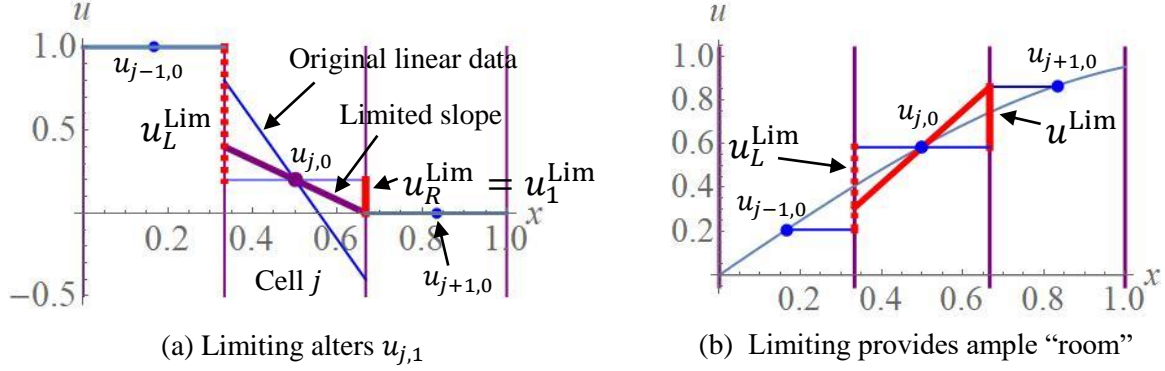 u
1.0
u_{j-1,0}
Original linear data
0.5
u_L^{Lim}
Limited slope
u_{j,0}
u_R^{Lim} = u_1^{Lim}
x
0.2 0.4 0.6 0.8 1.0
Cell j
u_{j+1,0}
−0.5
(a) Limiting alters u_{j,1}
u
1.0
u_{j+1,0}
0.8
u_{j,0}
u^{Lim}
0.6
u_L^{Lim}
0.4
u_{j-1,0}
0.2
x
0.2 0.4 0.6 0.8 1.0
(b) Limiting provides ample “room”